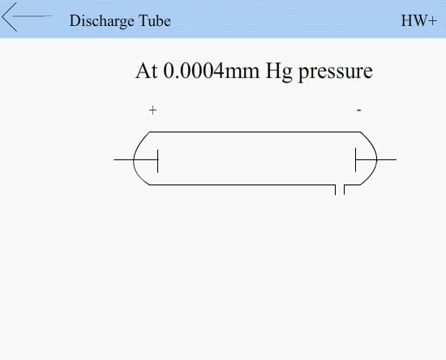 Discharge Tube HW+
At 0.0004mm Hg pressure
+ -